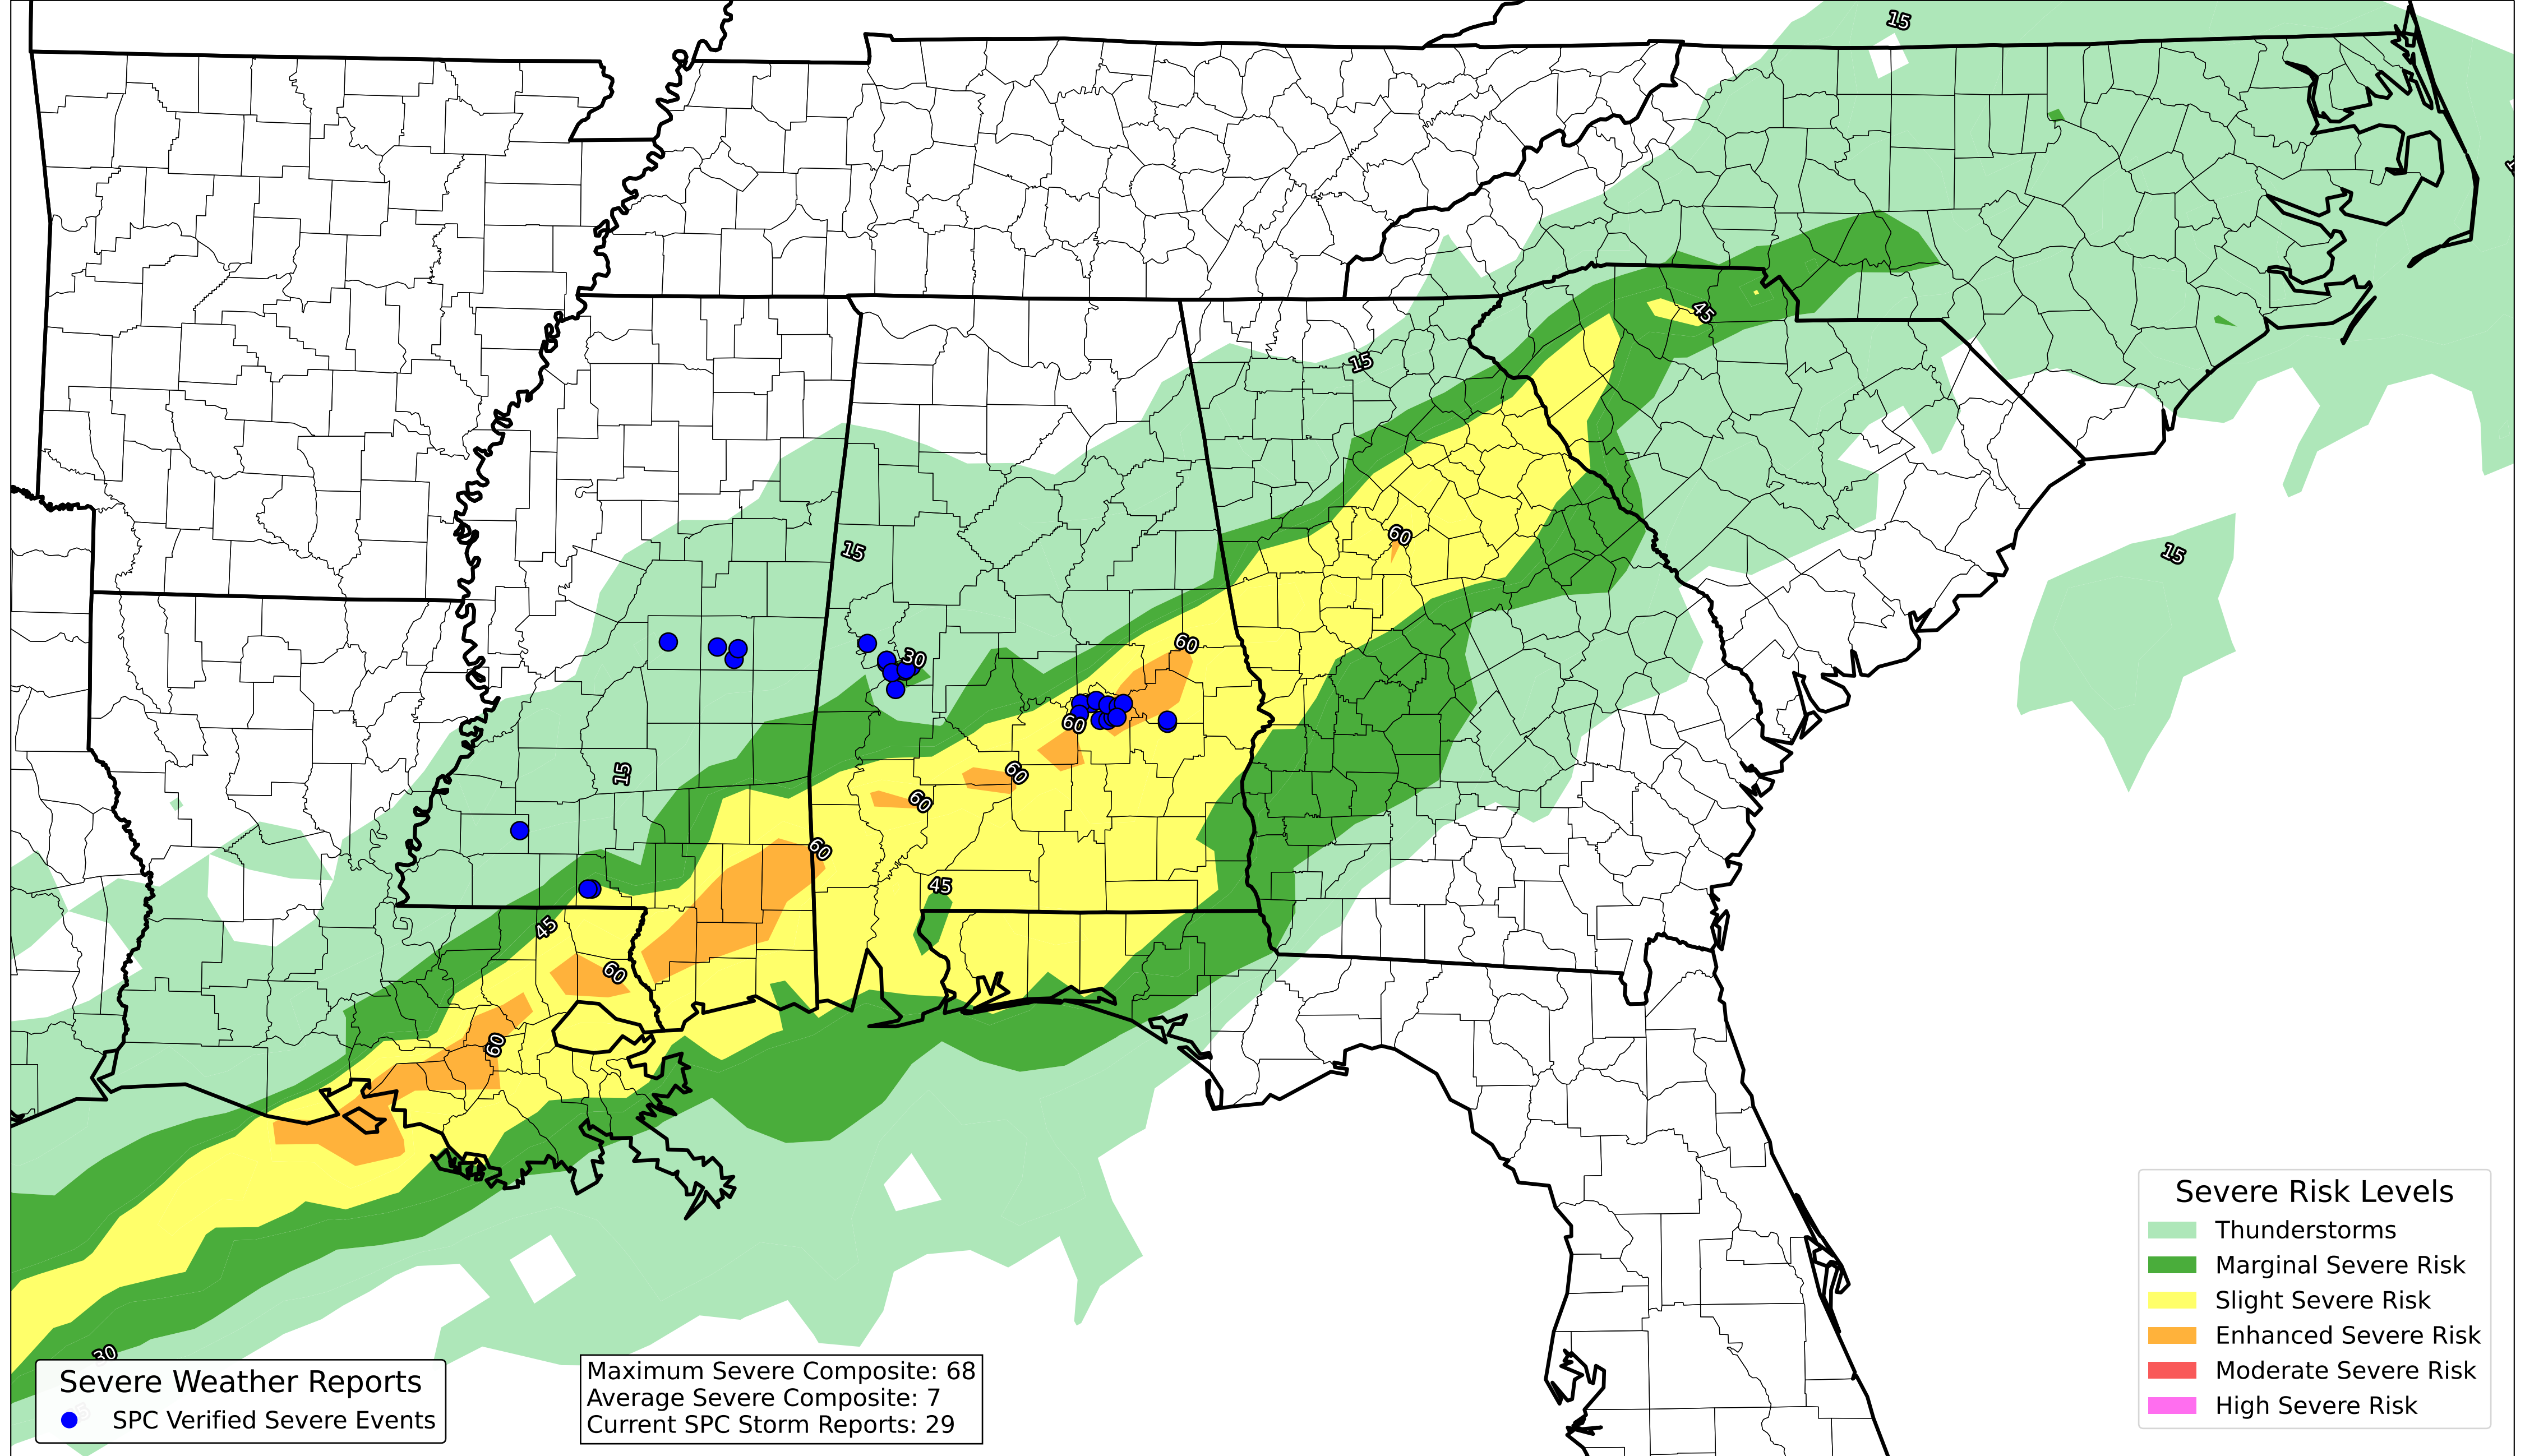 15
45
15
60
15
15
30
60
60
15
60
60
60
45
45
60
60
30
Severe Weather Reports
SPC Verified Severe Events
Maximum Severe Composite: 68
Average Severe Composite: 7
Current SPC Storm Reports: 29
Severe Risk Levels
Thunderstorms
Marginal Severe Risk
Slight Severe Risk
Enhanced Severe Risk
Moderate Severe Risk
High Severe Risk